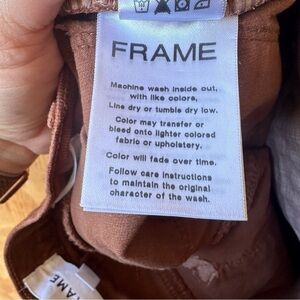 FRAME
Machine wash inside out,
with like colors.
Line dry or tumble dry low.
Color may transfer or
bleed onto lighter colored
fabric or upholstery.
Color will fade over time.
Follow care instructions
to maintain the original
character of the wash.
AME